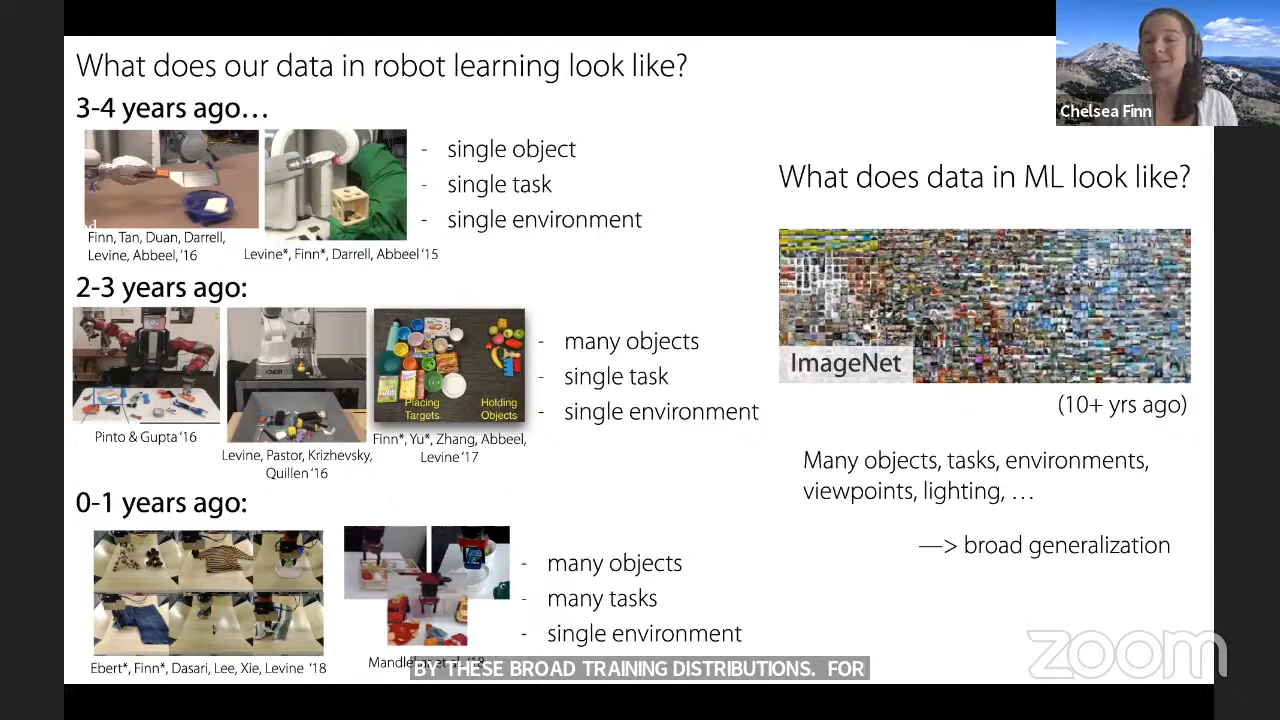 What does our data in robot learning look like?
3-4 years ago…
- single object
- single task
- single environment
Finn, Tan, Duan, Darrell,
Levine, Abbeel, '16
Levine*, Finn*, Darrell, Abbeel '15
2-3 years ago:
Placing
Targets
Holding
Objects
- many objects
- single task
- single environment
Pinto & Gupta '16
Levine, Pastor, Krizhevsky,
Quillen '16
Finn*, Yu*, Zhang, Abbeel,
Levine '17
0-1 years ago:
- many objects
- many tasks
- single environment
Ebert*, Finn*, Dasari, Lee, Xie, Levine '18
What does data in ML look like?
ImageNet
(10+ yrs ago)
Many objects, tasks, environments,
viewpoints, lighting, …
—> broad generalization
Chelsea Finn
zoom
BY THESE BROAD TRAINING DISTRIBUTIONS. FOR